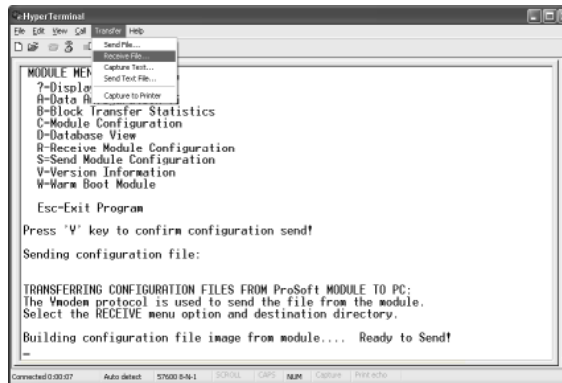 HyperTerminal
File Edit View Call Transfer Help
Send File...
Receive File...
Capture Text...
Send Text File...
Capture to Printer
MODULE MEN
?=Displa
A=Data A
B=Block Transfer Statistics
C=Module Configuration
D=Database View
R=Receive Module Configuration
S=Send Module Configuration
V=Version Information
W=Warm Boot Module
Esc=Exit Program
Press 'Y' key to confirm configuration send!
Sending configuration file:
TRANSFERRING CONFIGURATION FILES FROM ProSoft MODULE TO PC:
The Ymodem protocol is used to send the file from the module.
Select the RECEIVE menu option and destination directory.
Building configuration file image from module.... Ready to Send!
Connected 0:00:07 Auto detect 57600 8-N-1 SCROLL CAPS NUM Capture Print echo